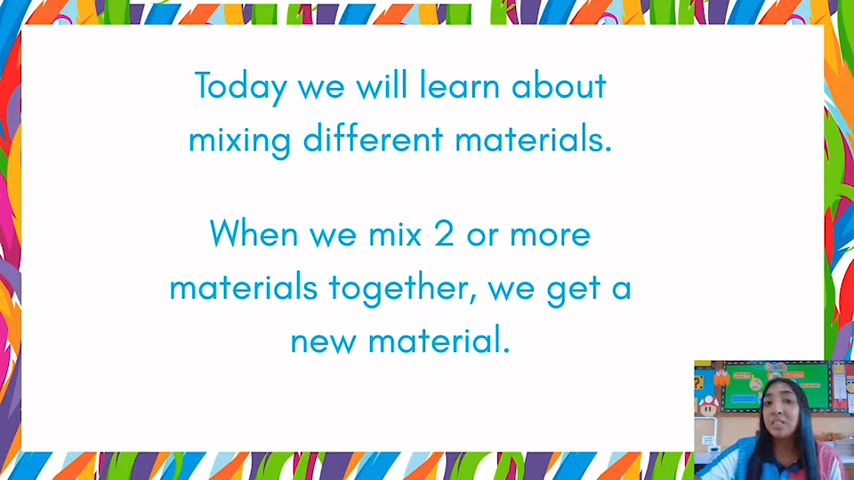 Today we will learn about
mixing different materials.
When we mix 2 or more
materials together, we get a
new material.